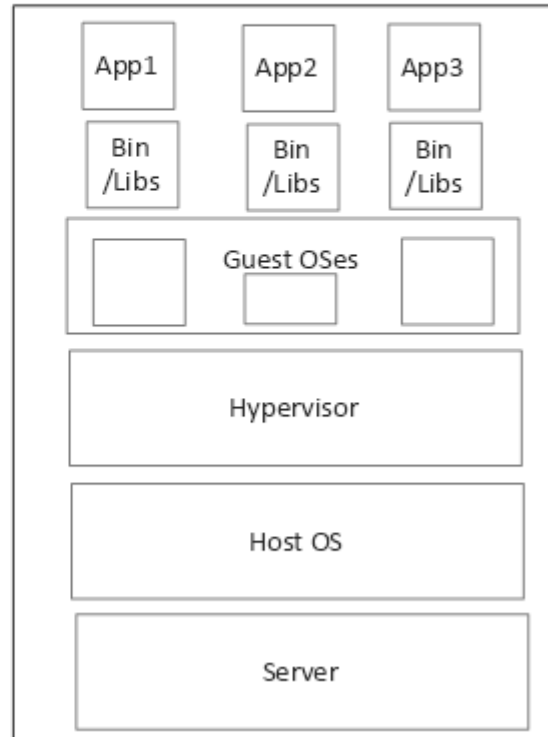 App1 App2 App3
Bin Bin Bin
/Libs /Libs /Libs
Guest OSes
Hypervisor
Host OS
Server